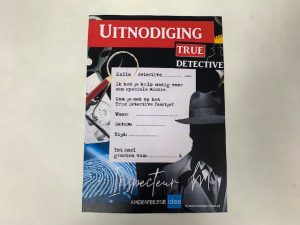 UITNODIGING
TRUE
DETECTIVE
Hallo detective ..........
Ik heb je hulp nodig voor
een speciale missie.
Kom je ook op het
True Detective feestje?
Waar: ..................
Datum: ..................
Tijd: ..................
Tot snel
groeten van: .......... &
Inspecteur M.
KINDERFEESTJE idee